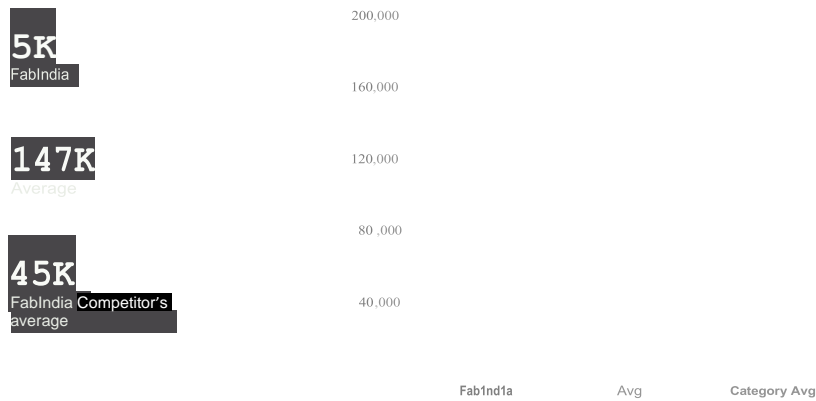 5K
FabIndia
147K
Average
45K
FabIndia Competitor's
average
200,000
160,000
120,000
80 ,000
40,000
Fab1nd1a
Avg
Category Avg